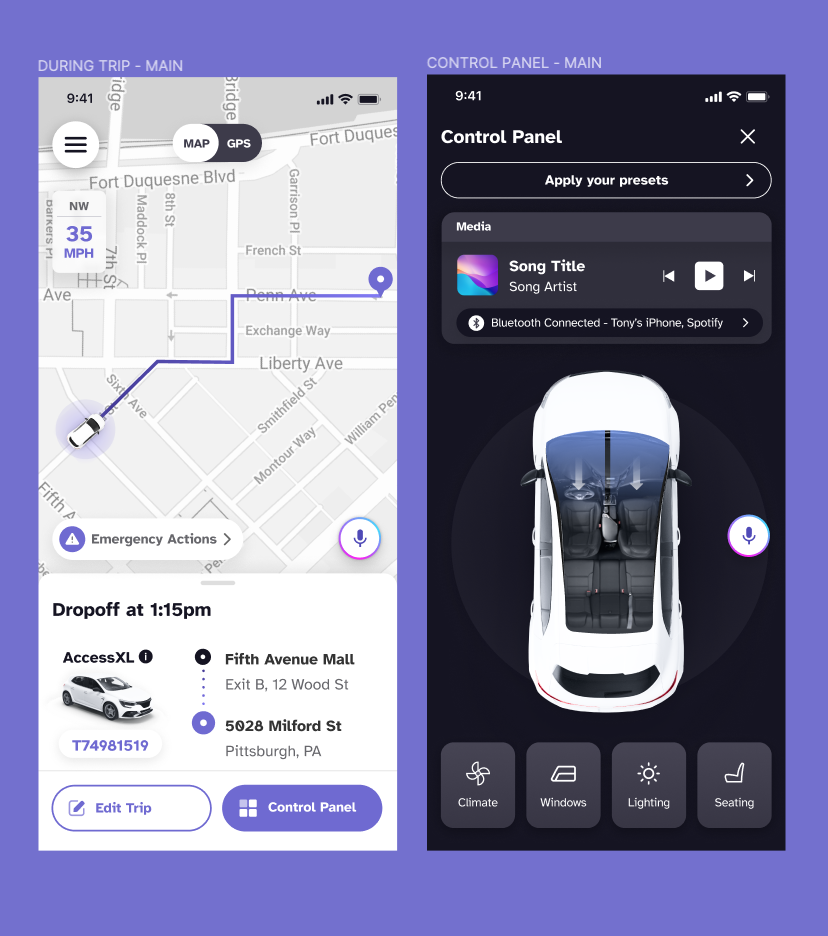 DURING TRIP - MAIN
9:41
Bridge
MAP
GPS
Fort Duques
Fort Duquesne Blvd
NW
35
MPH
7th St
Maddock Pl
8th St
Garrison Pl
French St
Ave
Penn Ave
Exchange Way
Liberty Ave
Sixth Ave
Smithfield St
William Pen
Montour Way
Fifth A
Emergency Actions
Dropoff at 1:15pm
AccessXL
T74981519
Fifth Avenue Mall
Exit B, 12 Wood St
5028 Milford St
Pittsburgh, PA
Edit Trip
Control Panel
CONTROL PANEL - MAIN
9:41
Control Panel
Apply your presets
Media
Song Title
Song Artist
Bluetooth Connected - Tony's iPhone, Spotify
Climate
Windows
Lighting
Seating